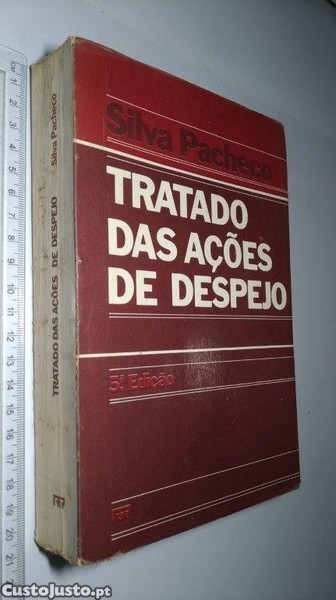 Silva Pacheco
TRATADO
DAS AÇÕES
DE DESPEJO
5ª Edição
TRATADO DAS AÇÕES DE DESPEJO Silva Pacheco
CustoJusto.pt